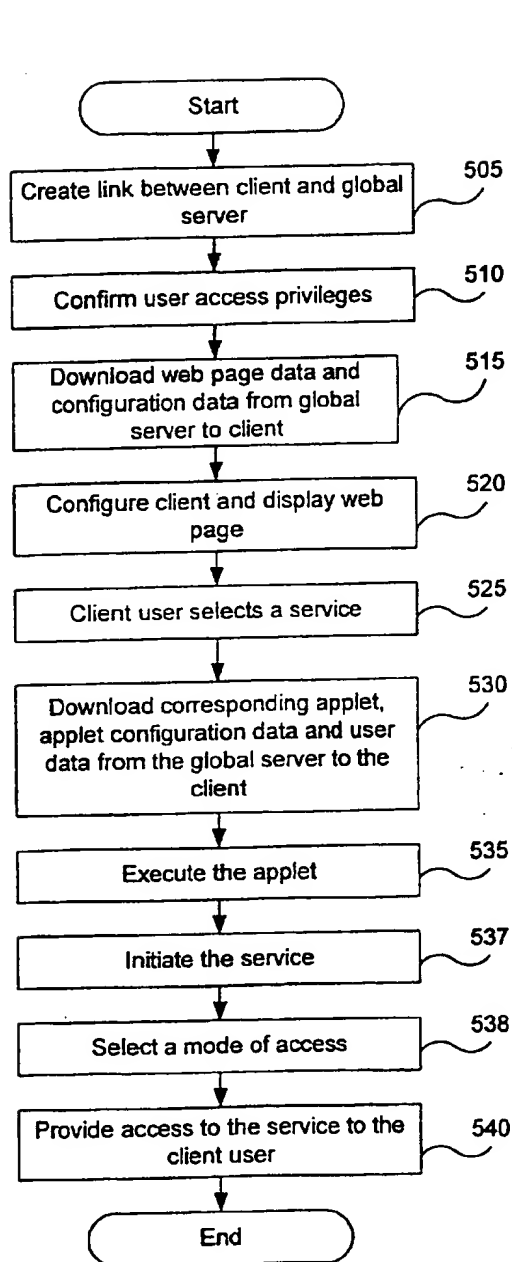 Start
Create link between client and global
server
505
Confirm user access privileges
510
Download web page data and
configuration data from global
server to client
515
Configure client and display web
page
520
Client user selects a service
525
Download corresponding applet,
applet configuration data and user
data from the global server to the
client
530
Execute the applet
535
Initiate the service
537
Select a mode of access
538
Provide access to the service to the
client user
540
End